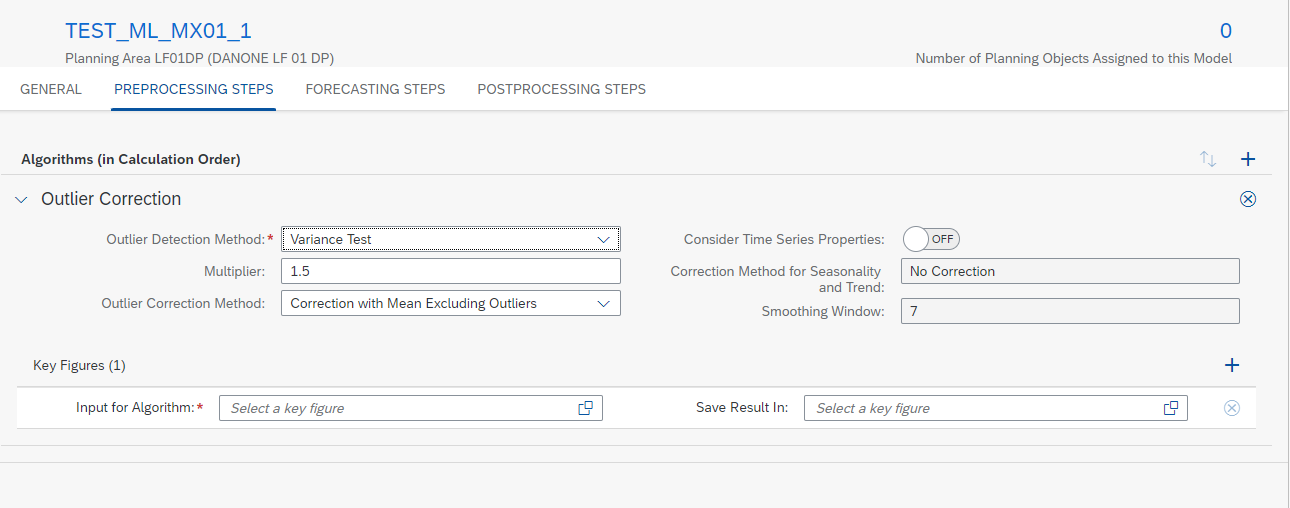 TEST_ML_MX01_1
0
Planning Area LF01DP (DANONE LF 01 DP)
Number of Planning Objects Assigned to this Model
GENERAL PREPROCESSING STEPS FORECASTING STEPS POSTPROCESSING STEPS
Algorithms (in Calculation Order)
Outlier Correction
Outlier Detection Method:* Variance Test
Multiplier: 1.5
Outlier Correction Method: Correction with Mean Excluding Outliers
Consider Time Series Properties: OFF
Correction Method for Seasonality
and Trend: No Correction
Smoothing Window: 7
Key Figures (1)
Input for Algorithm:* Select a key figure
Save Result In: Select a key figure